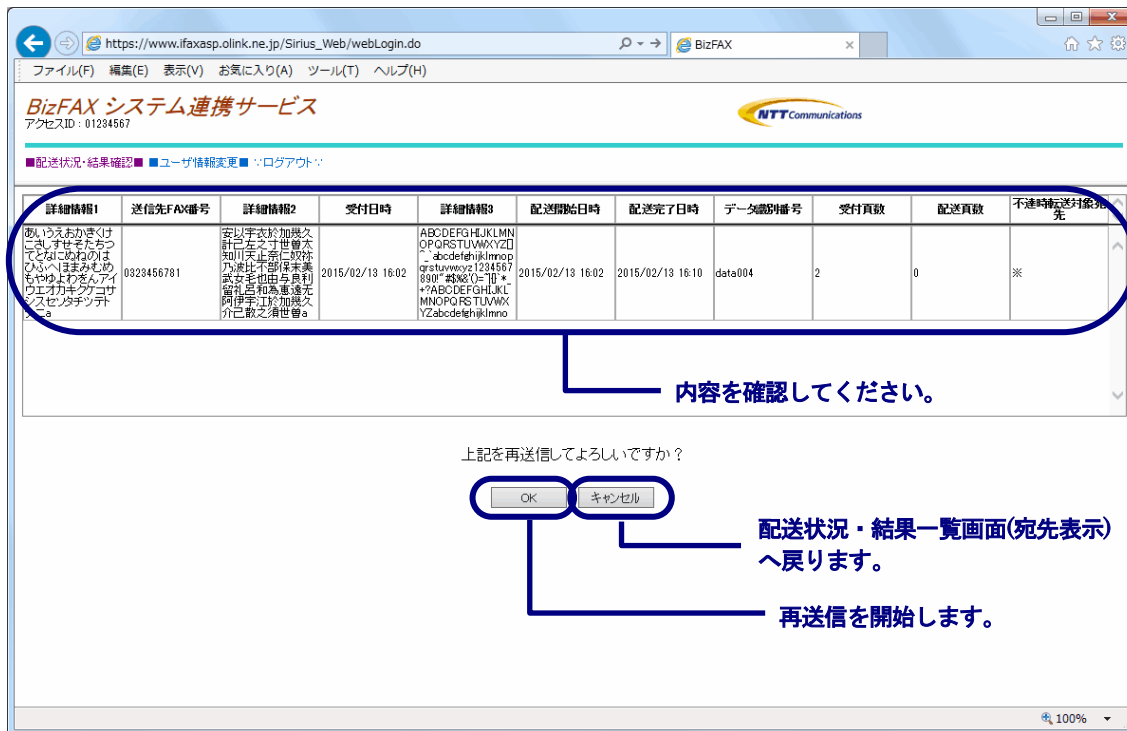 https://www.ifaxasp.olink.ne.jp/Sirius_Web/webLogin.do
BizFAX
ファイル(F) 編集(E) 表示(V) お気に入り(A) ツール(T) ヘルプ(H)
BizFAX システム連携サービス
アクセスID : 01234567
NTT Communications
■配送状況・結果確認■ ■ユーザ情報変更■ ∵ログアウト∵
詳細情報1 送信先FAX番号 詳細情報2 受付日時 詳細情報3 配送開始日時 配送完了日時 データ識別番号 受付頁数 配送頁数 不達時転送対象宛先
あいうえおかきくけ
こさしすせそたちつ
てとなにぬねのは
ひふへほまみむめ
もやゆよわをんアイ
ウエオカキクケコサ
シスセソタチツテト
ナニa
0323456781
安以宇衣於加幾久
計己左之寸世曽太
知川天止奈仁奴祢
乃波比不部保末美
武女毛也由与良利
留礼呂和為恵遠无
阿伊宇江於加幾久
介己散之須世曽a
2015/02/13 16:02
ABCDEFGHIJKLMN
OPQRSTUVWXYZ[]
^_`abcdefghijklmnop
qrstuvwxyz1234567
890!"#$%&'()=~|{}`*
+?ABCDEFGHIJKL
MNOPQRSTUVWX
YZabcdefghijklmno
2015/02/13 16:02
2015/02/13 16:10
data004
2
0
※
内容を確認してください。
上記を再送信してよろしいですか？
OK キャンセル
配送状況・結果一覧画面(宛先表示)
へ戻ります。
再送信を開始します。
100%